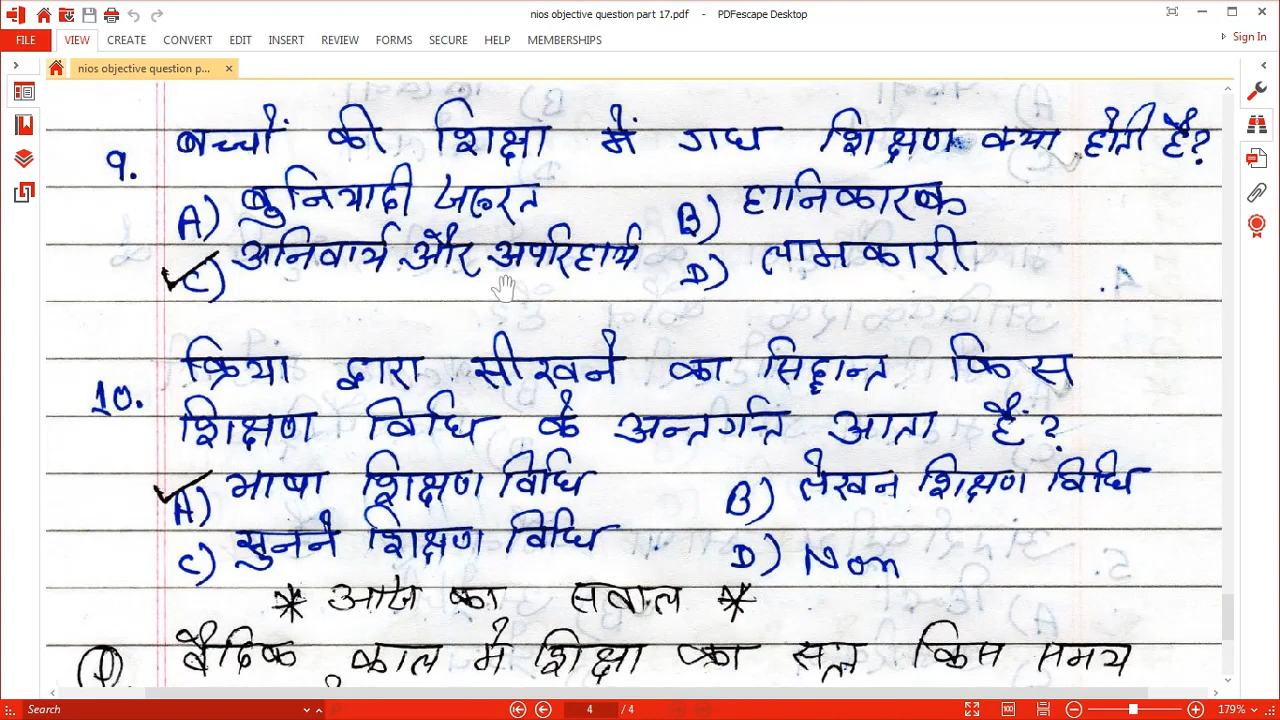 nios objective question part 17.pdf - PDFescape Desktop
FILE VIEW CREATE CONVERT EDIT INSERT REVIEW FORMS SECURE HELP MEMBERSHIPS Sign In
nios objective question p... ×
9. बच्चों की शिक्षा में गद्य शिक्षण क्या होती है?
A) बुनियादी जरूरत B) हानिकारक
C) अनिवार्य और अपरिहार्य D) लाभकारी
10. क्रिया द्वारा सीखने का सिद्धान्त किस
शिक्षण विधि के अन्तर्गत आता हैं?
A) भाषा शिक्षण विधि B) लेखन शिक्षण विधि
C) सुनने शिक्षण विधि D) Non
* आज का सवाल *
Q. वैदिक काल में शिक्षा का सत्र किस समय
Search 4 / 4 179%